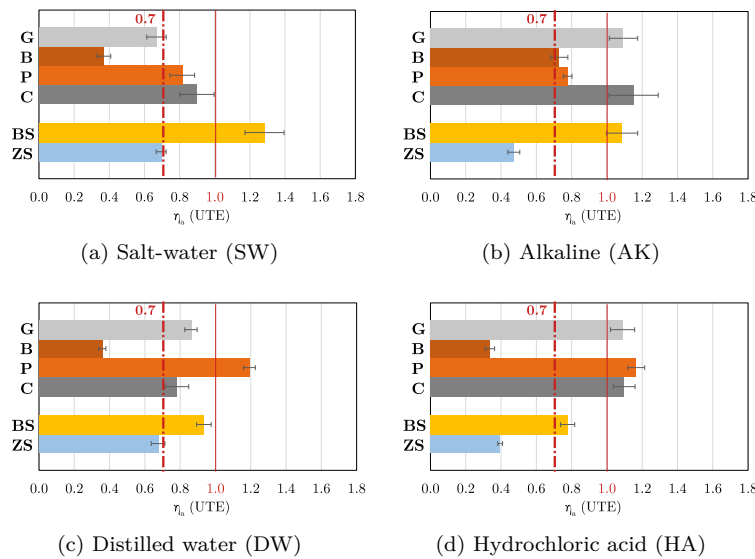 0.7
G
B
P
C
BS
ZS
0.0 0.2 0.4 0.6 0.8 1.0 1.2 1.4 1.6 1.8
ηₐ (UTE)
(a) Salt-water (SW)
0.7
G
B
P
C
BS
ZS
0.0 0.2 0.4 0.6 0.8 1.0 1.2 1.4 1.6 1.8
ηₐ (UTE)
(b) Alkaline (AK)
0.7
G
B
P
C
BS
ZS
0.0 0.2 0.4 0.6 0.8 1.0 1.2 1.4 1.6 1.8
ηₐ (UTE)
(c) Distilled water (DW)
0.7
G
B
P
C
BS
ZS
0.0 0.2 0.4 0.6 0.8 1.0 1.2 1.4 1.6 1.8
ηₐ (UTE)
(d) Hydrochloric acid (HA)